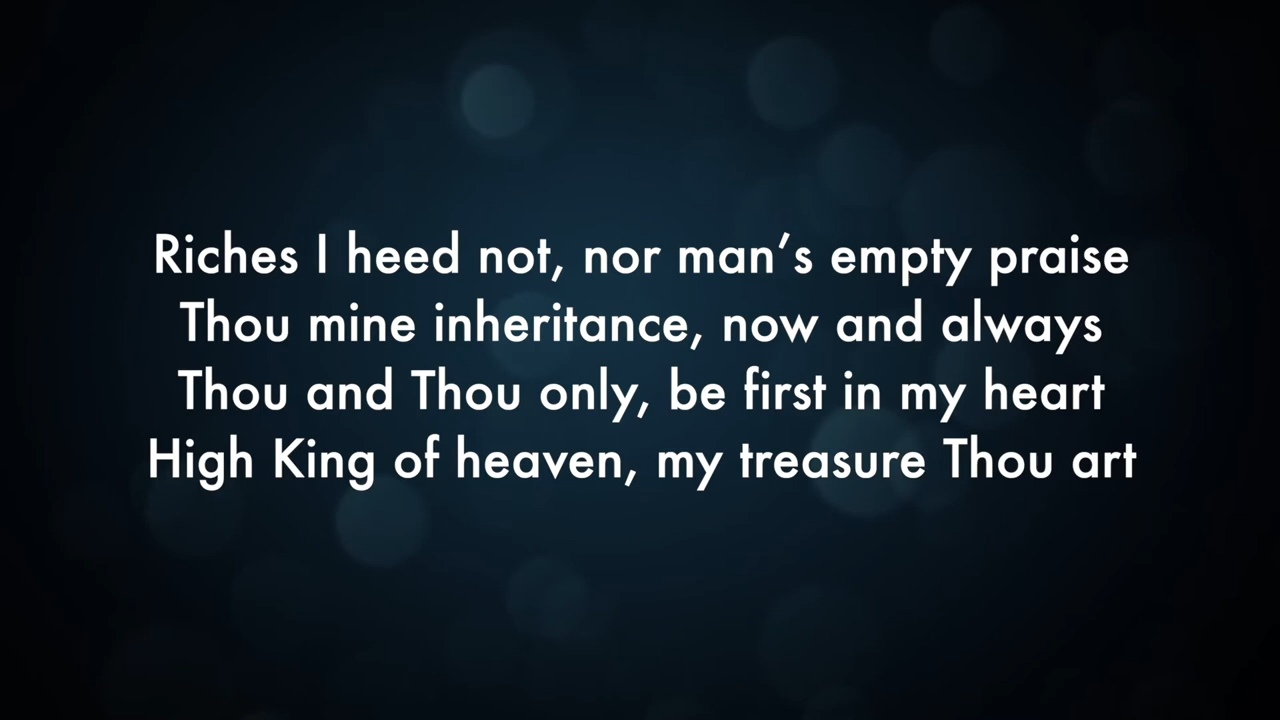 Riches I heed not, nor man’s empty praise
Thou mine inheritance, now and always
Thou and Thou only, be first in my heart
High King of heaven, my treasure Thou art